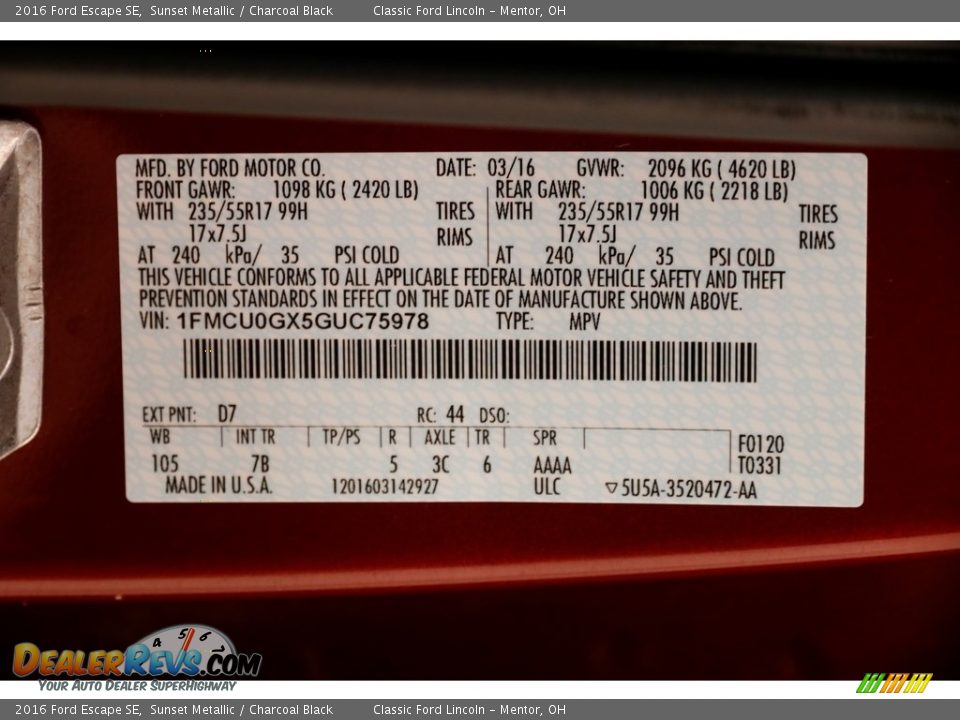 2016 Ford Escape SE, Sunset Metallic / Charcoal Black Classic Ford Lincoln – Mentor, OH
MFD. BY FORD MOTOR CO. DATE: 03/16 GVWR: 2096 KG ( 4620 LB)
FRONT GAWR: 1098 KG ( 2420 LB) REAR GAWR: 1006 KG ( 2218 LB)
WITH 235/55R17 99H TIRES WITH 235/55R17 99H TIRES
17x7.5J RIMS 17x7.5J RIMS
AT 240 kPa/ 35 PSI COLD AT 240 kPa/ 35 PSI COLD
THIS VEHICLE CONFORMS TO ALL APPLICABLE FEDERAL MOTOR VEHICLE SAFETY AND THEFT
PREVENTION STANDARDS IN EFFECT ON THE DATE OF MANUFACTURE SHOWN ABOVE.
VIN: 1FMCU0GX5GUC75978 TYPE: MPV
EXT PNT: D7 RC: 44 DSO:
WB INT TR TP/PS R AXLE TR SPR F0120
105 7B 5 3C 6 AAAA T0331
MADE IN U.S.A. 1201603142927 ULC ▽5U5A-3520472-AA
4 5 6
DEALERREVS.COM
YOUR AUTO DEALER SUPERHIGHWAY
2016 Ford Escape SE, Sunset Metallic / Charcoal Black Classic Ford Lincoln – Mentor, OH